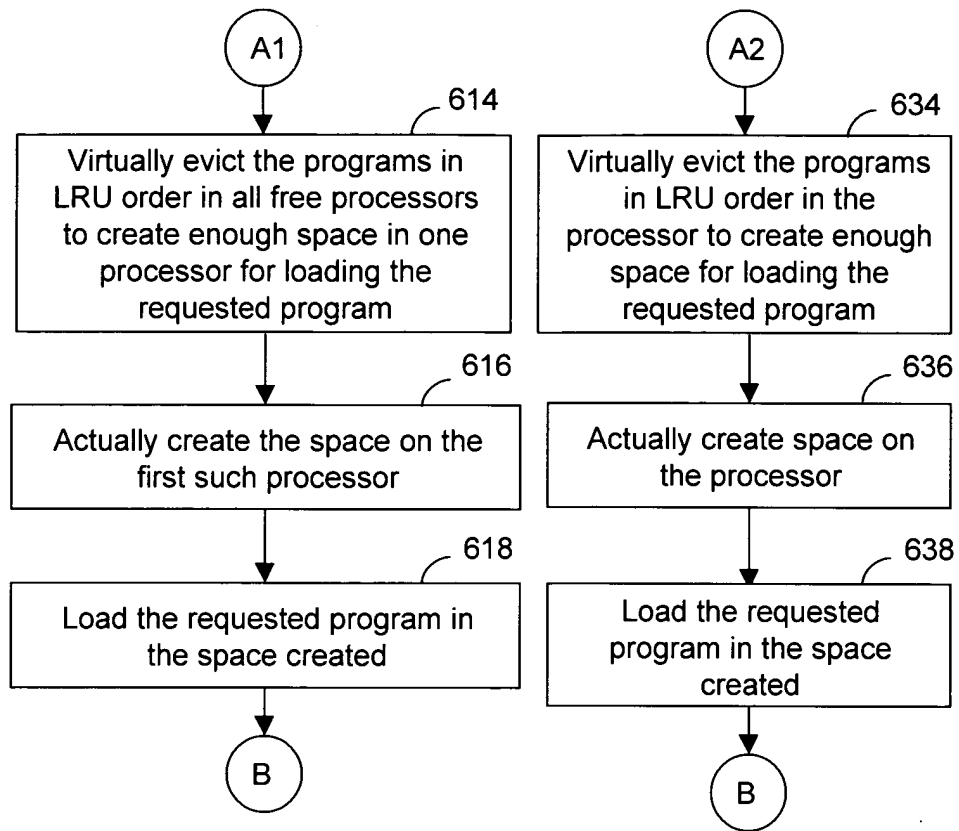 A1
614
Virtually evict the programs in
LRU order in all free processors
to create enough space in one
processor for loading the
requested program
616
Actually create the space on the
first such processor
618
Load the requested program in
the space created
B
A2
634
Virtually evict the programs
in LRU order in the
processor to create enough
space for loading the
requested program
636
Actually create space on
the processor
638
Load the requested
program in the space
created
B